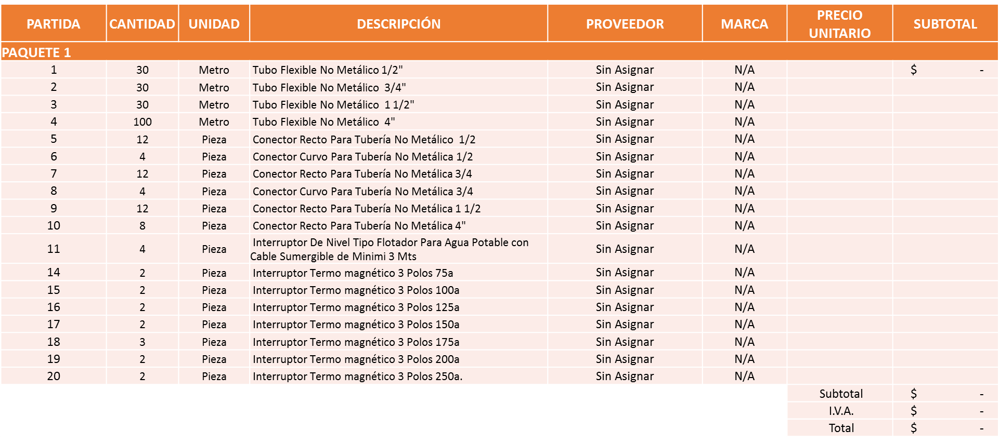 PARTIDA CANTIDAD UNIDAD DESCRIPCIÓN PROVEEDOR MARCA PRECIO UNITARIO SUBTOTAL
PAQUETE 1
1 30 Metro Tubo Flexible No Metálico 1/2" Sin Asignar N/A $ -
2 30 Metro Tubo Flexible No Metálico 3/4" Sin Asignar N/A
3 30 Metro Tubo Flexible No Metálico 1 1/2" Sin Asignar N/A
4 100 Metro Tubo Flexible No Metálico 4" Sin Asignar N/A
5 12 Pieza Conector Recto Para Tubería No Metálico 1/2 Sin Asignar N/A
6 4 Pieza Conector Curvo Para Tubería No Metálica 1/2 Sin Asignar N/A
7 12 Pieza Conector Recto Para Tubería No Metálica 3/4 Sin Asignar N/A
8 4 Pieza Conector Curvo Para Tubería No Metálica 3/4 Sin Asignar N/A
9 12 Pieza Conector Recto Para Tubería No Metálica 1 1/2 Sin Asignar N/A
10 8 Pieza Conector Recto Para Tubería No Metálica 4" Sin Asignar N/A
11 4 Pieza Interruptor De Nivel Tipo Flotador Para Agua Potable con
Cable Sumergible de Minimi 3 Mts Sin Asignar N/A
14 2 Pieza Interruptor Termo magnético 3 Polos 75a Sin Asignar N/A
15 2 Pieza Interruptor Termo magnético 3 Polos 100a Sin Asignar N/A
16 2 Pieza Interruptor Termo magnético 3 Polos 125a Sin Asignar N/A
17 2 Pieza Interruptor Termo magnético 3 Polos 150a Sin Asignar N/A
18 3 Pieza Interruptor Termo magnético 3 Polos 175a Sin Asignar N/A
19 2 Pieza Interruptor Termo magnético 3 Polos 200a Sin Asignar N/A
20 2 Pieza Interruptor Termo magnético 3 Polos 250a. Sin Asignar N/A
Subtotal $ -
I.V.A. $ -
Total $ -